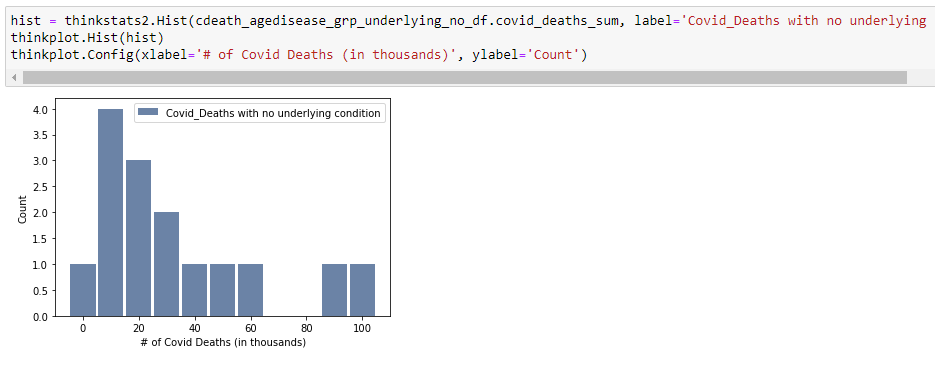 hist = thinkstats2.Hist(cdeath_agedisease_grp_underlying_no_df.covid_deaths_sum, label='Covid_Deaths with no underlying
thinkplot.Hist(hist)
thinkplot.Config(xlabel='# of Covid Deaths (in thousands)', ylabel='Count')
Covid_Deaths with no underlying condition
4.0
3.5
3.0
2.5
2.0
1.5
1.0
0.5
0.0
Count
0 20 40 60 80 100
# of Covid Deaths (in thousands)